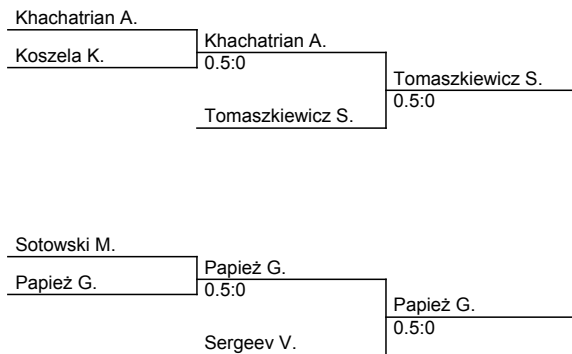 Khachatrian A.
Koszela K.
Khachatrian A.
0.5:0
Tomaszkiewicz S.
Tomaszkiewicz S.
0.5:0
Sotowski M.
Papież G.
Papież G.
0.5:0
Sergeev V.
Papież G.
0.5:0